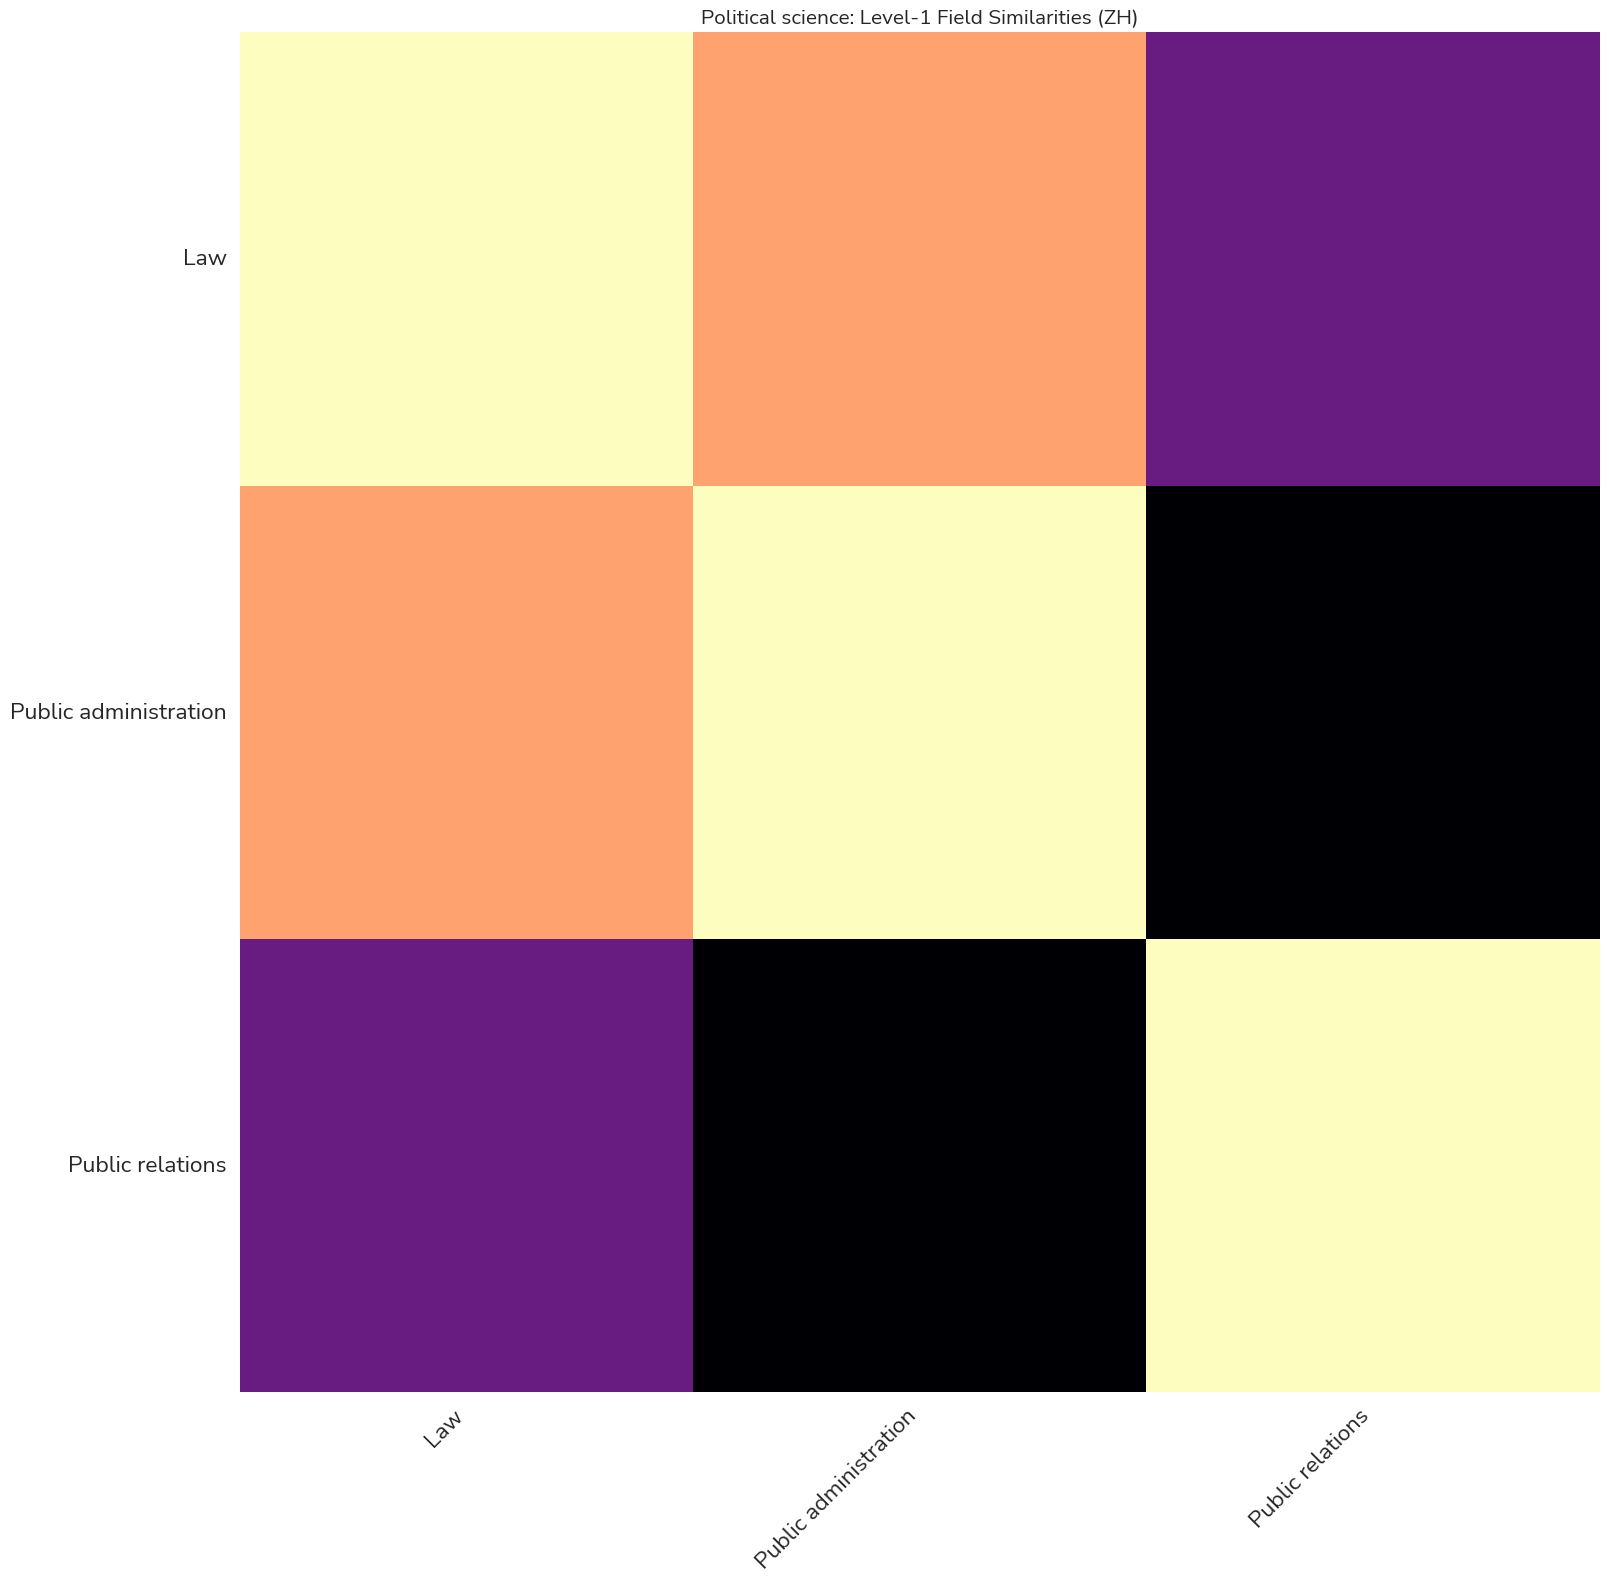 Political science: Level-1 Field Similarities (ZH)
Law
Public administration
Public relations
Law
Public administration
Public relations